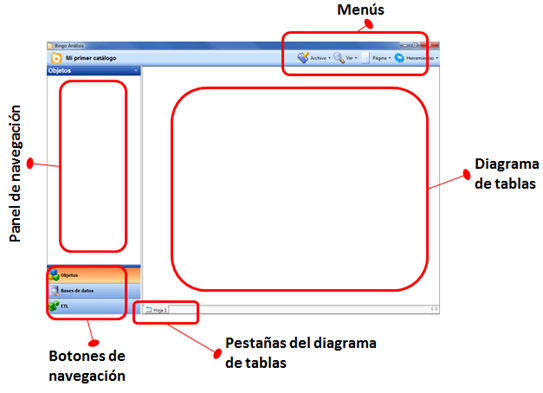 Menús
Bingo Análisis
Mi primer catálogo
Archivo
Ver
Página
Herramientas
Objetos
Panel de navegación
Diagrama
de tablas
Objetos
Bases de datos
ETL
Hoja 1
Botones de
navegación
Pestañas del diagrama
de tablas